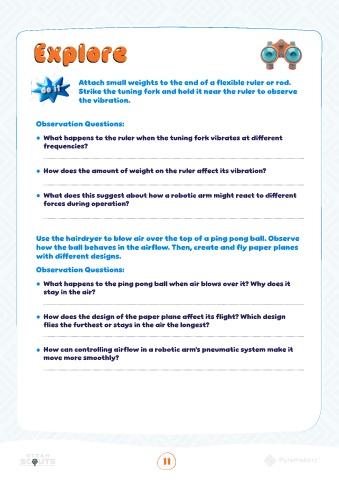 Explore
DO IT
Attach small weights to the end of a flexible ruler or rod.
Strike the tuning fork and hold it near the ruler to observe
the vibration.
Observation Questions:
• What happens to the ruler when the tuning fork vibrates at different
frequencies?
• How does the amount of weight on the ruler affect its vibration?
• What does this suggest about how a robotic arm might react to different
forces during operation?
Use the hairdryer to blow air over the top of a ping pong ball. Observe
how the ball behaves in the airflow. Then, create and fly paper planes
with different designs.
Observation Questions:
• What happens to the ping pong ball when air blows over it? Why does it
stay in the air?
• How does the design of the paper plane affect its flight? Which design
flies the furthest or stays in the air the longest?
• How can controlling airflow in a robotic arm's pneumatic system make it
move more smoothly?
STEAM
SCOUTS
11